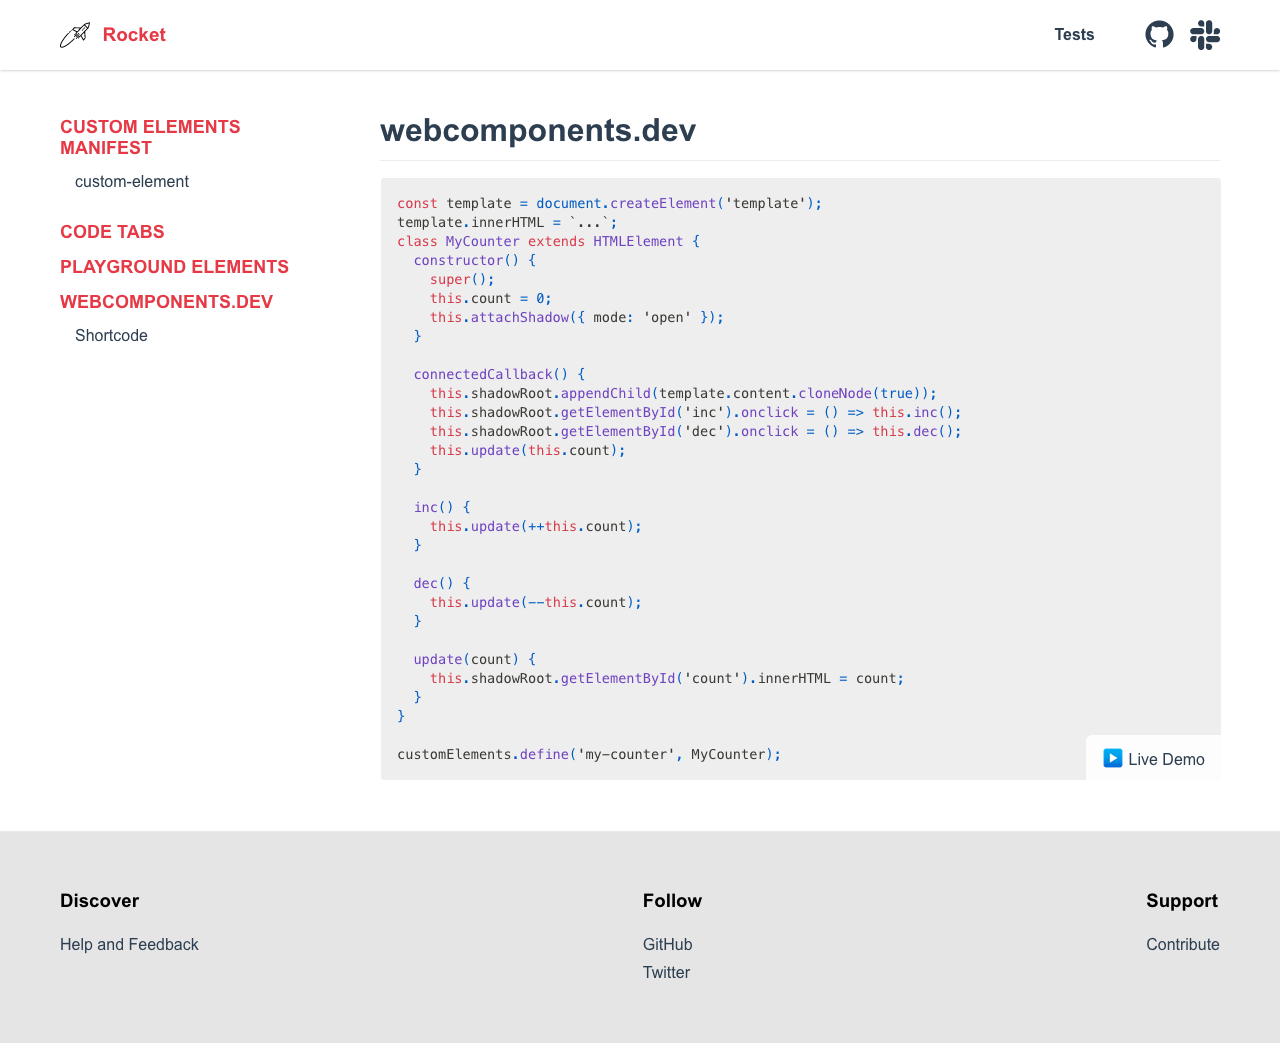 Rocket
Tests
CUSTOM ELEMENTS
MANIFEST
custom-element
CODE TABS
PLAYGROUND ELEMENTS
WEBCOMPONENTS.DEV
Shortcode
webcomponents.dev
const template = document.createElement('template');
template.innerHTML = `...`;
class MyCounter extends HTMLElement {
  constructor() {
    super();
    this.count = 0;
    this.attachShadow({ mode: 'open' });
  }

  connectedCallback() {
    this.shadowRoot.appendChild(template.content.cloneNode(true));
    this.shadowRoot.getElementById('inc').onclick = () => this.inc();
    this.shadowRoot.getElementById('dec').onclick = () => this.dec();
    this.update(this.count);
  }

  inc() {
    this.update(++this.count);
  }

  dec() {
    this.update(--this.count);
  }

  update(count) {
    this.shadowRoot.getElementById('count').innerHTML = count;
  }
}

customElements.define('my-counter', MyCounter);
Live Demo
Discover
Help and Feedback
Follow
GitHub
Twitter
Support
Contribute